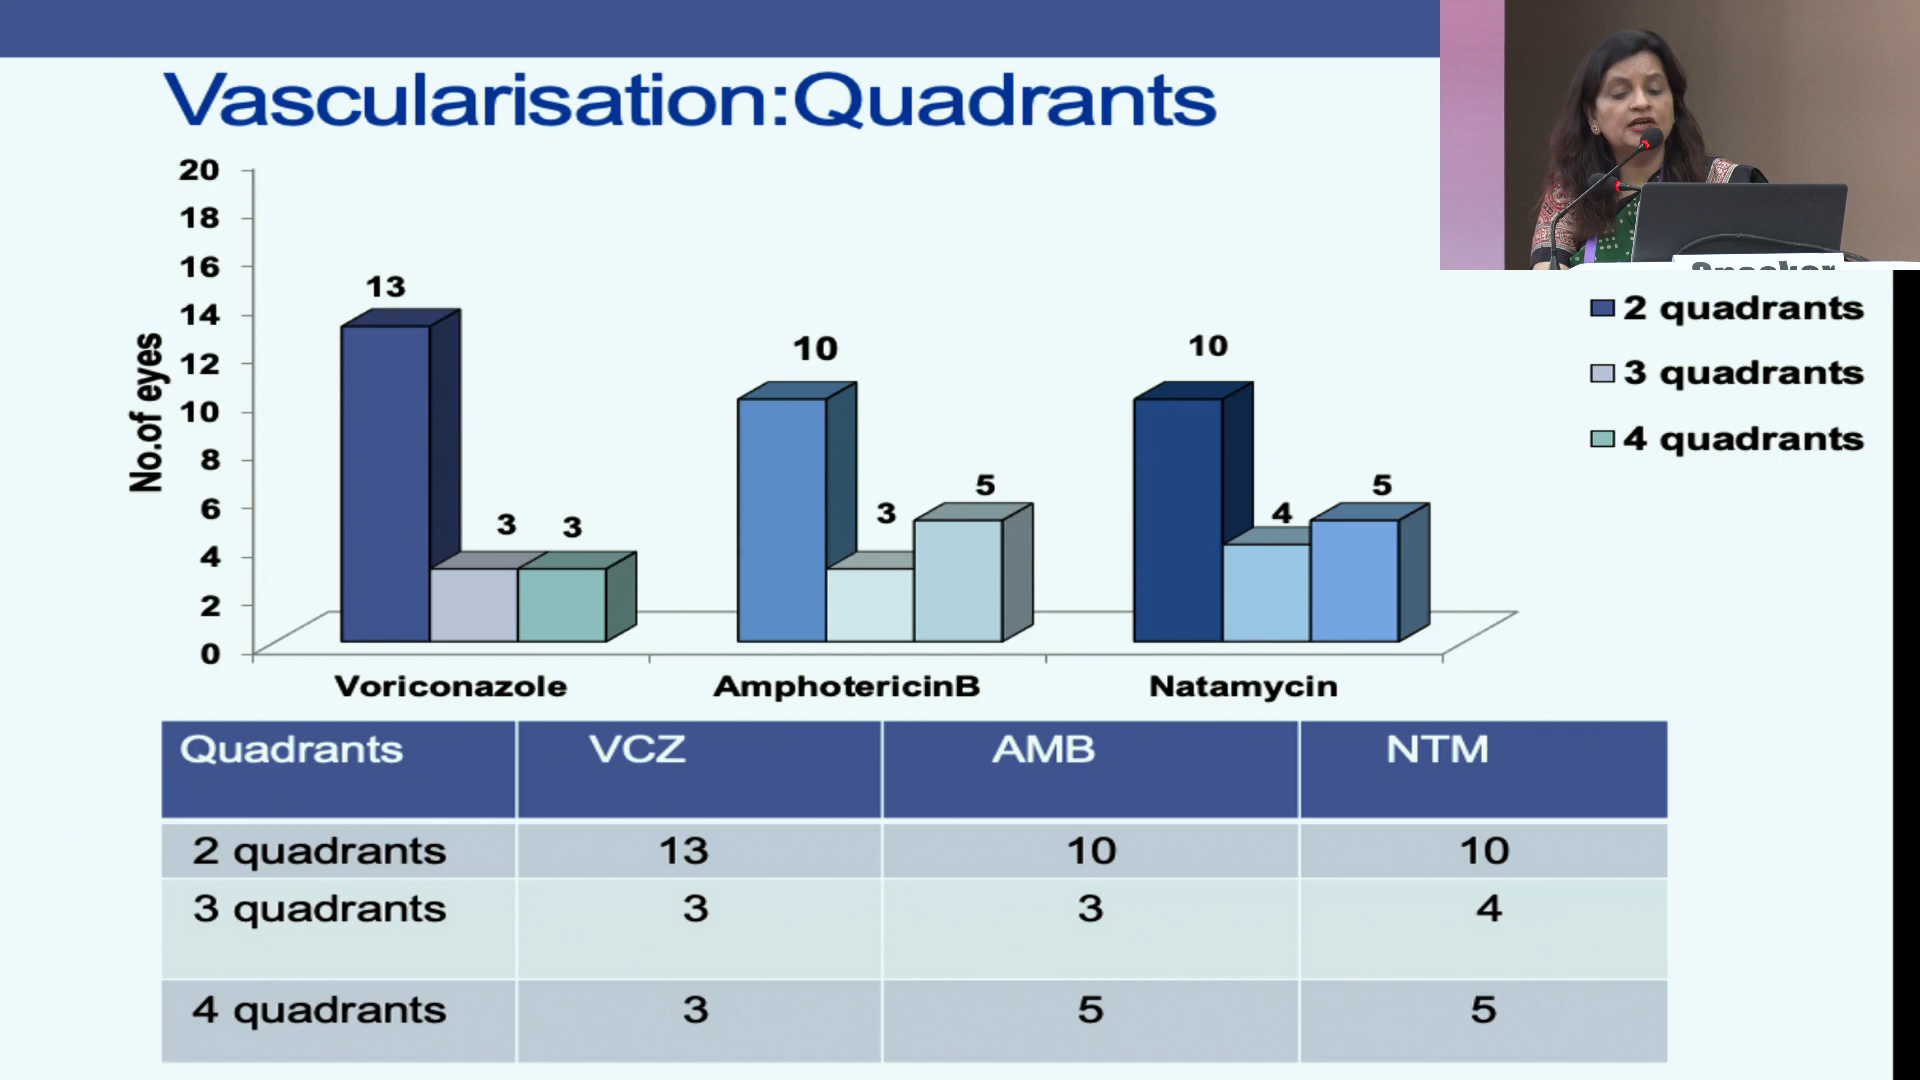 Vascularisation:Quadrants
20
18
16
14
12
10
8
6
4
2
0
No.of eyes
13
3
3
10
3
5
10
4
5
Voriconazole
AmphotericinB
Natamycin
2 quadrants
3 quadrants
4 quadrants
Quadrants VCZ AMB NTM
2 quadrants 13 10 10
3 quadrants 3 3 4
4 quadrants 3 5 5